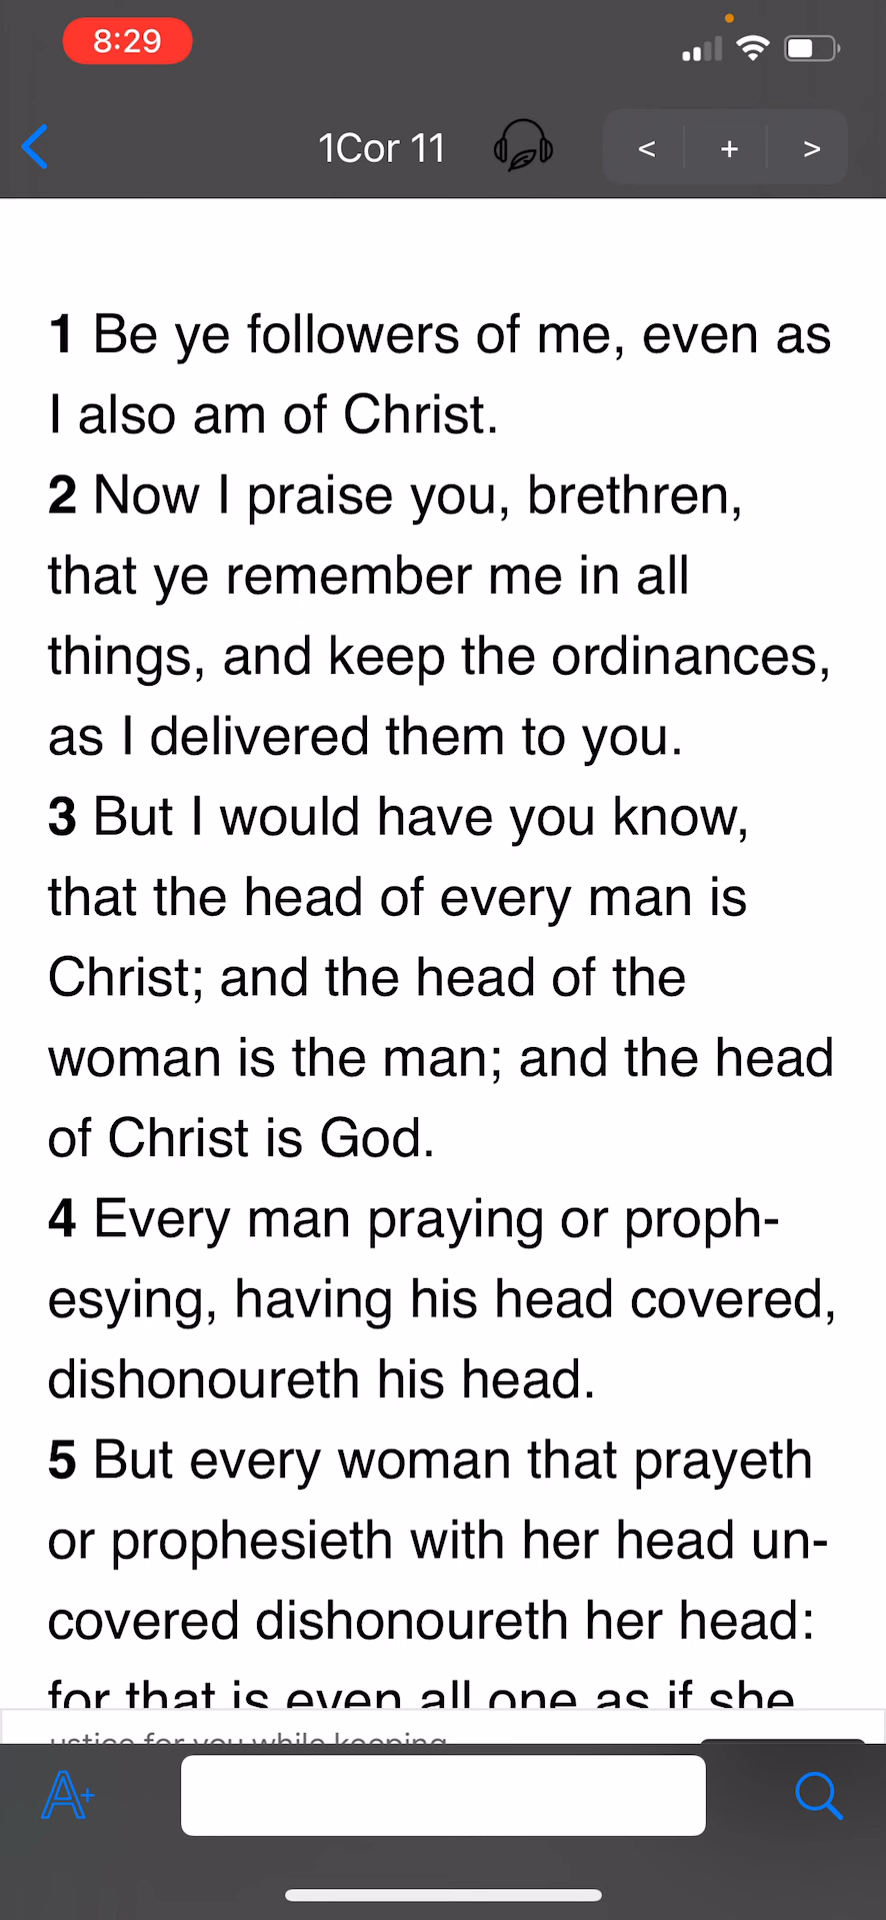 8:29
1Cor 11
< + >
1 Be ye followers of me, even as
I also am of Christ.
2 Now I praise you, brethren,
that ye remember me in all
things, and keep the ordinances,
as I delivered them to you.
3 But I would have you know,
that the head of every man is
Christ; and the head of the
woman is the man; and the head
of Christ is God.
4 Every man praying or proph-
esying, having his head covered,
dishonoureth his head.
5 But every woman that prayeth
or prophesieth with her head un-
covered dishonoureth her head:
for that is even all one as if she
for you while keeping
A+